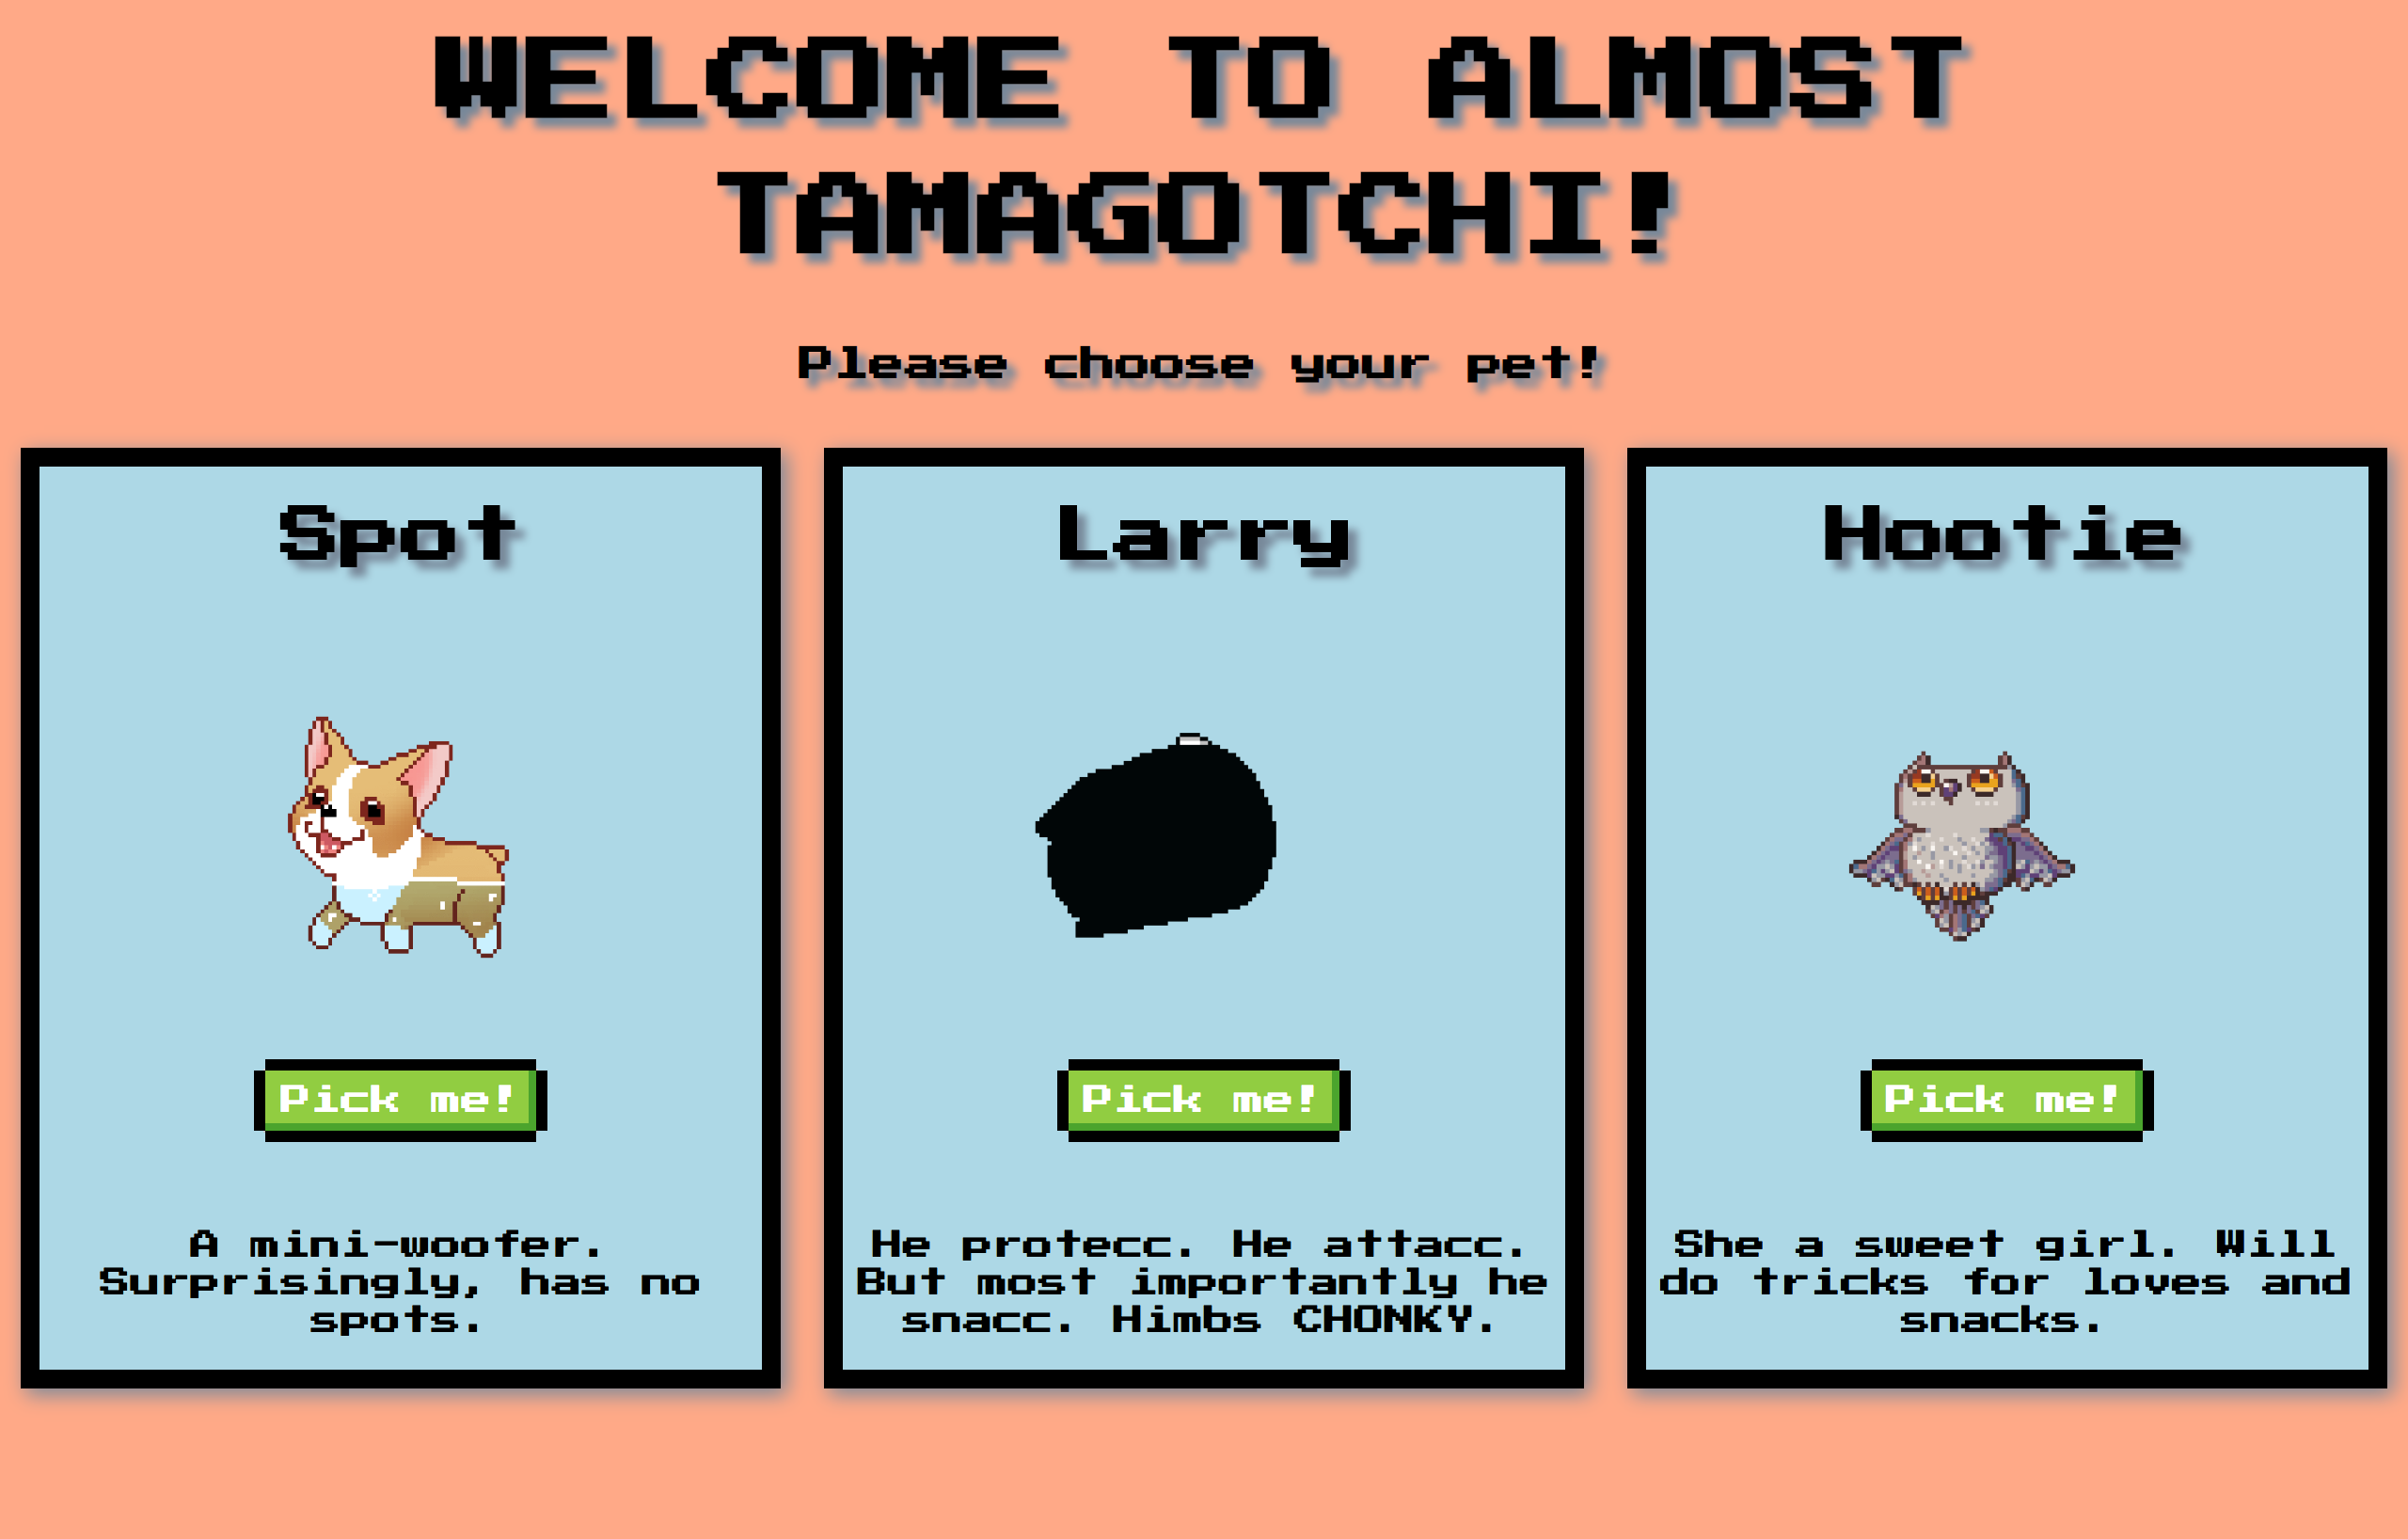 WELCOME TO ALMOST
TAMAGOTCHI!
Please choose your pet!
Spot
Pick me!
A mini-woofer.
Surprisingly, has no
spots.
Larry
Pick me!
He protecc. He attacc.
But most importantly he
snacc. Himbs CHONKY.
Hootie
Pick me!
She a sweet girl. Will
do tricks for loves and
snacks.